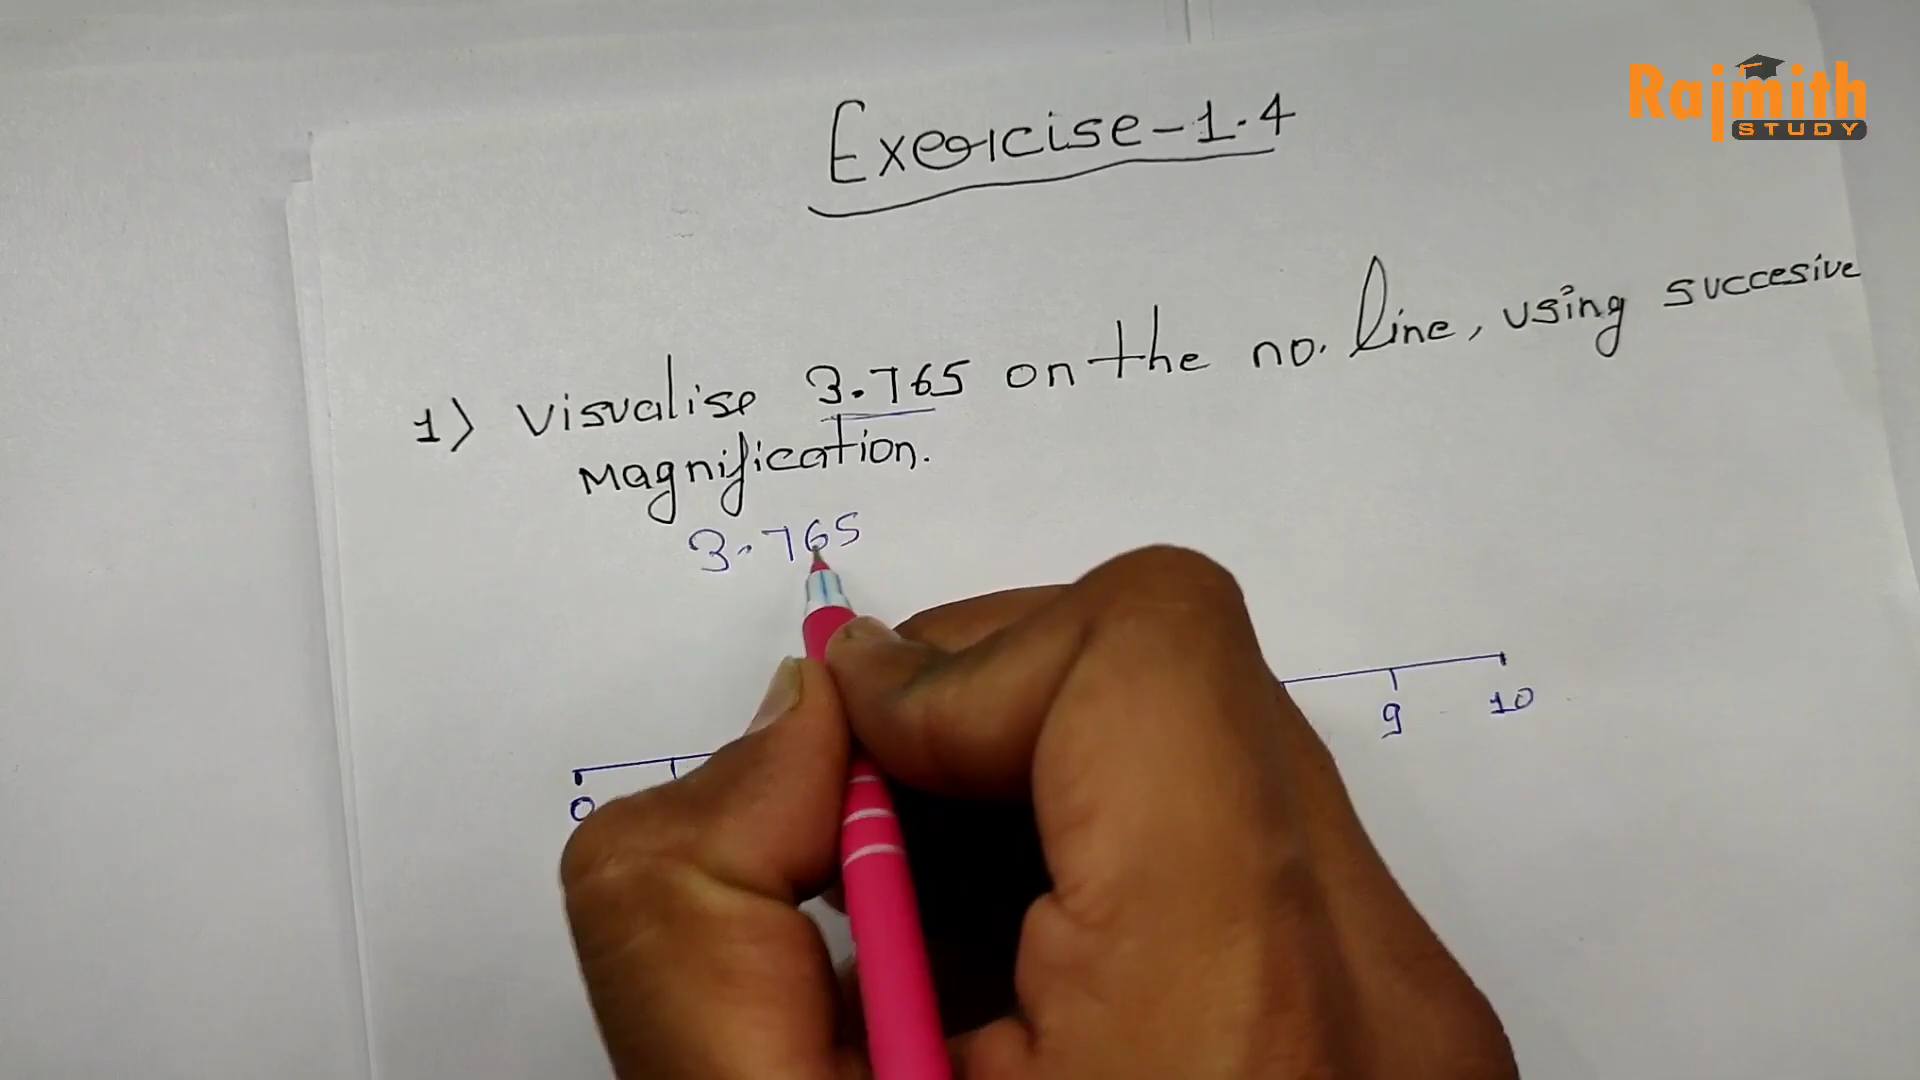 Rajmith
STUDY
Exercise-1.4
1) Visualise 3.765 on the no. line, using succesive
Magnification.
3.765
0 9 10